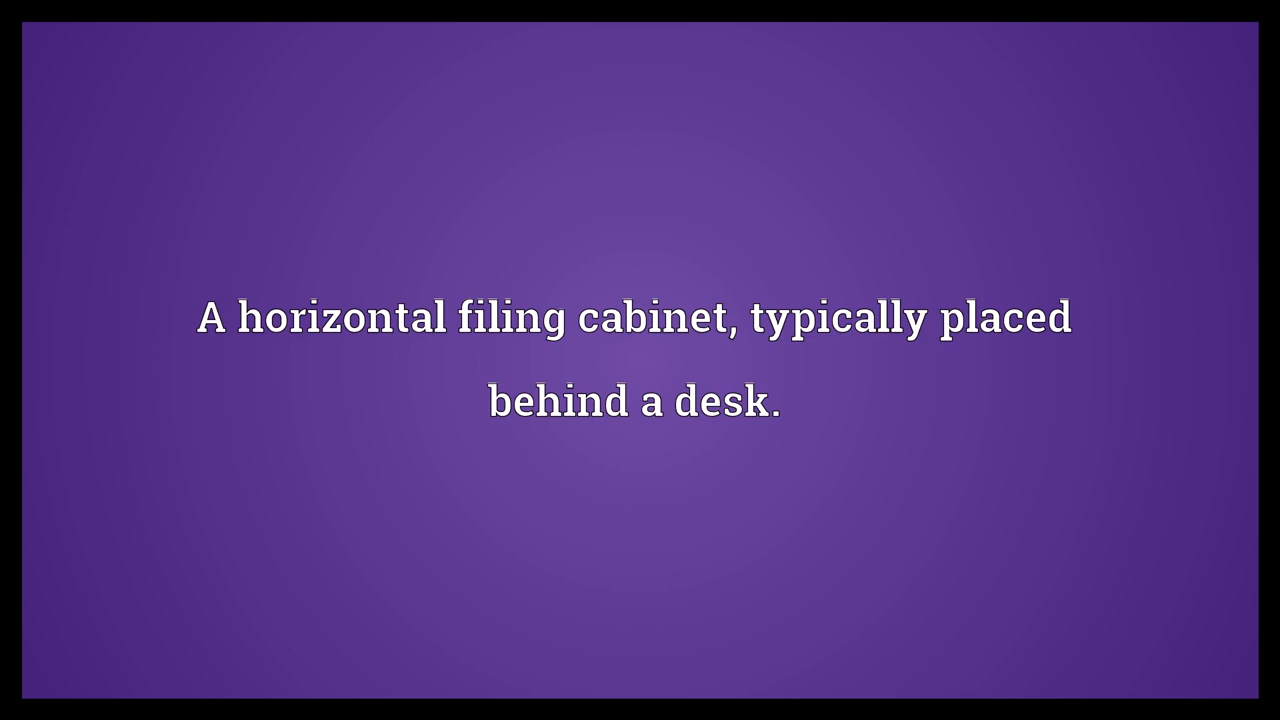 A horizontal filing cabinet, typically placed
behind a desk.